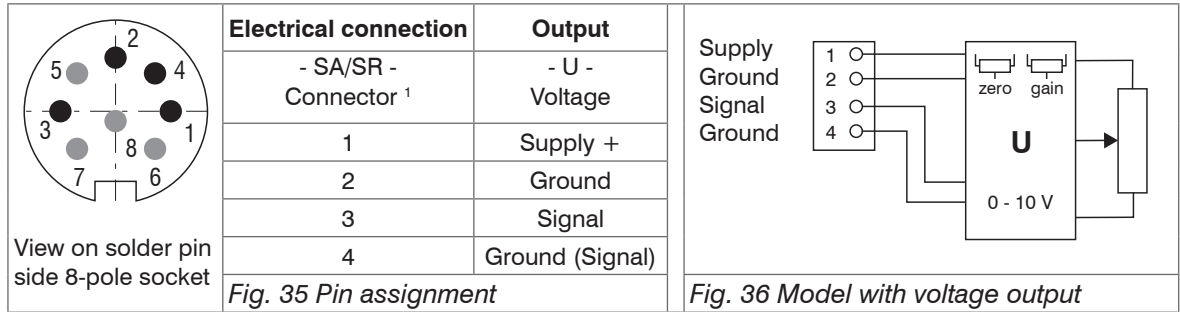 2
5
4
3
1
8
7
6
View on solder pin
side 8-pole socket
Electrical connection Output
- SA/SR - - U -
Connector 1 Voltage
1 Supply +
2 Ground
3 Signal
4 Ground (Signal)
Fig. 35 Pin assignment
Supply 1
Ground 2
Signal 3
Ground 4
zero gain
U
0 - 10 V
Fig. 36 Model with voltage output